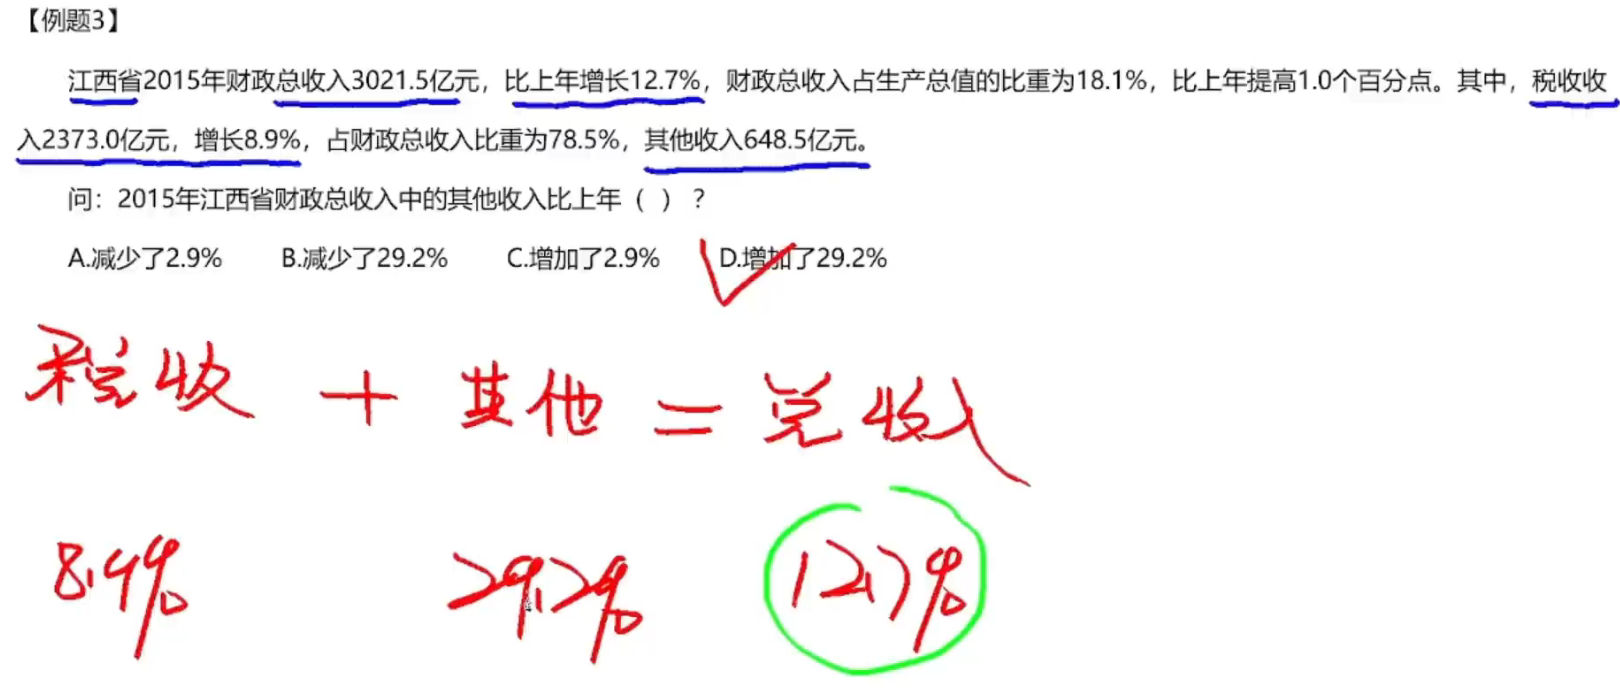 【例题3】
江西省2015年财政总收入3021.5亿元，比上年增长12.7%，财政总收入占生产总值的比重为18.1%，比上年提高1.0个百分点。其中，税收收
入2373.0亿元，增长8.9%，占财政总收入比重为78.5%，其他收入648.5亿元。
问：2015年江西省财政总收入中的其他收入比上年（ ）？
A.减少了2.9% B.减少了29.2% C.增加了2.9% D.增加了29.2%
税收 + 其他 = 总收入
8.9% 29.2% 12.7%